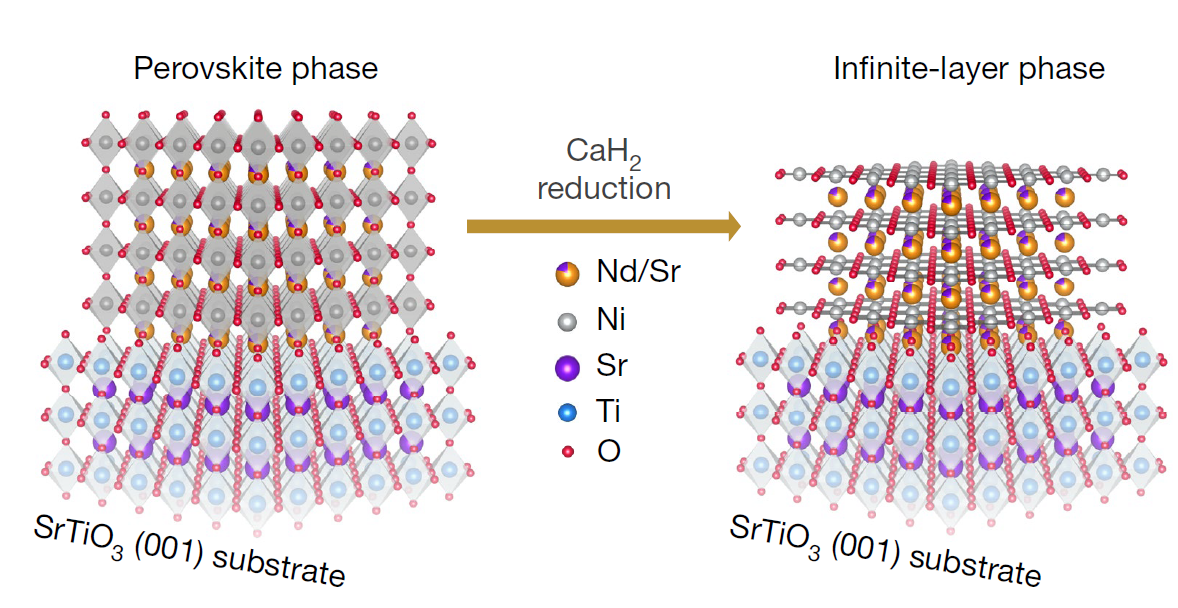 Perovskite phase
Infinite-layer phase
CaH₂
reduction
Nd/Sr
Ni
Sr
Ti
O
SrTiO₃ (001) substrate
SrTiO₃ (001) substrate